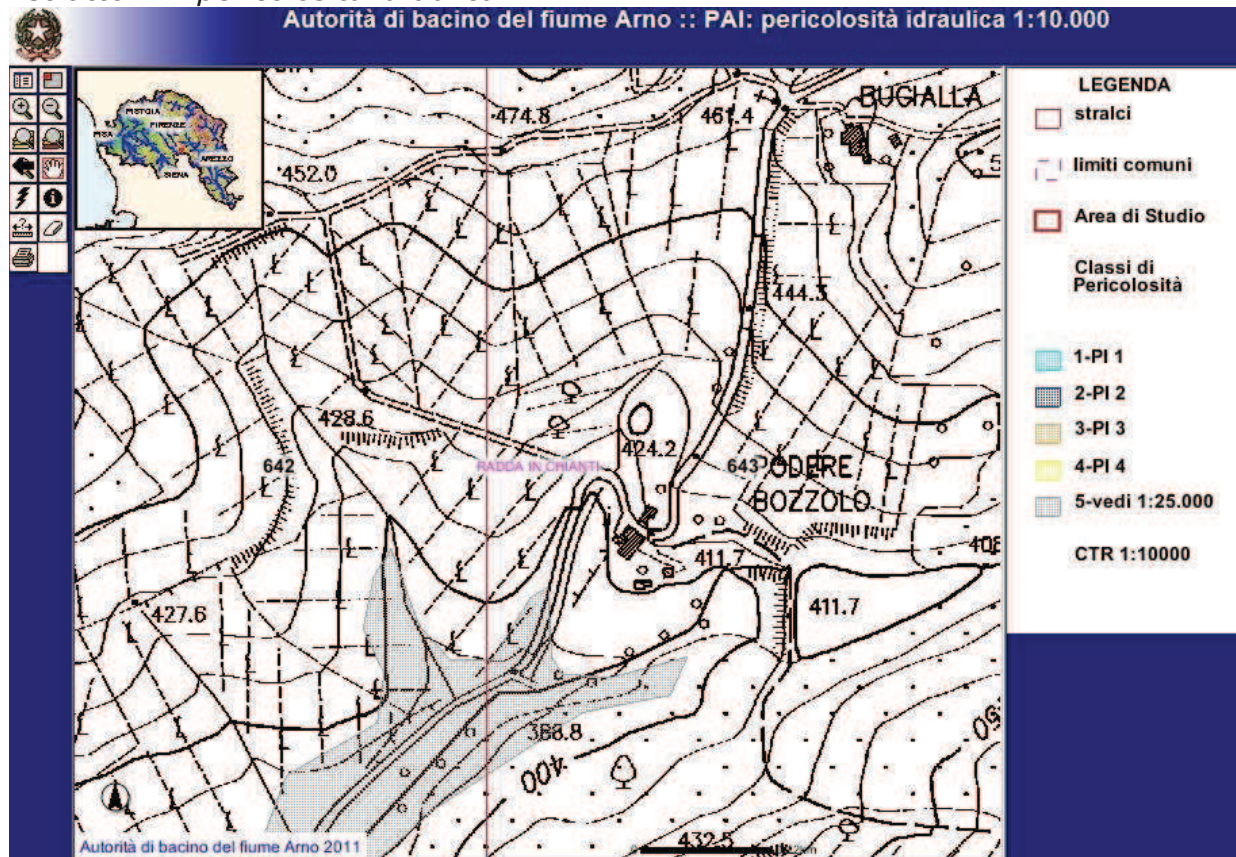 Autorità di bacino del fiume Arno :: PAI: pericolosità idraulica 1:10.000
PISTOIA
FIRENZE
PISA
AREZZO
SIENA
474.8
461.4
BUGIALLA
452.0
444.3
428.6
424.2
RADDA IN CHIANTI
642
643
PODERE
BOZZOLO
411.7
411.7
427.6
388.8
400
432.5
Autorità di bacino del fiume Arno 2011
LEGENDA
stralci
limiti comuni
Area di Studio
Classi di
Pericolosità
1-PI 1
2-PI 2
3-PI 3
4-PI 4
5-vedi 1:25.000
CTR 1:10000